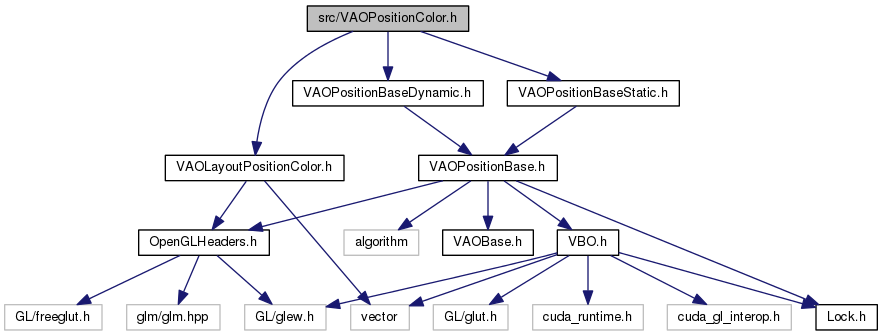 src/VAOPositionColor.h
VAOPositionBaseDynamic.h
VAOPositionBaseStatic.h
VAOLayoutPositionColor.h
VAOPositionBase.h
OpenGLHeaders.h
algorithm
VAOBase.h
VBO.h
GL/freeglut.h
glm/glm.hpp
GL/glew.h
vector
GL/glut.h
cuda_runtime.h
cuda_gl_interop.h
Lock.h